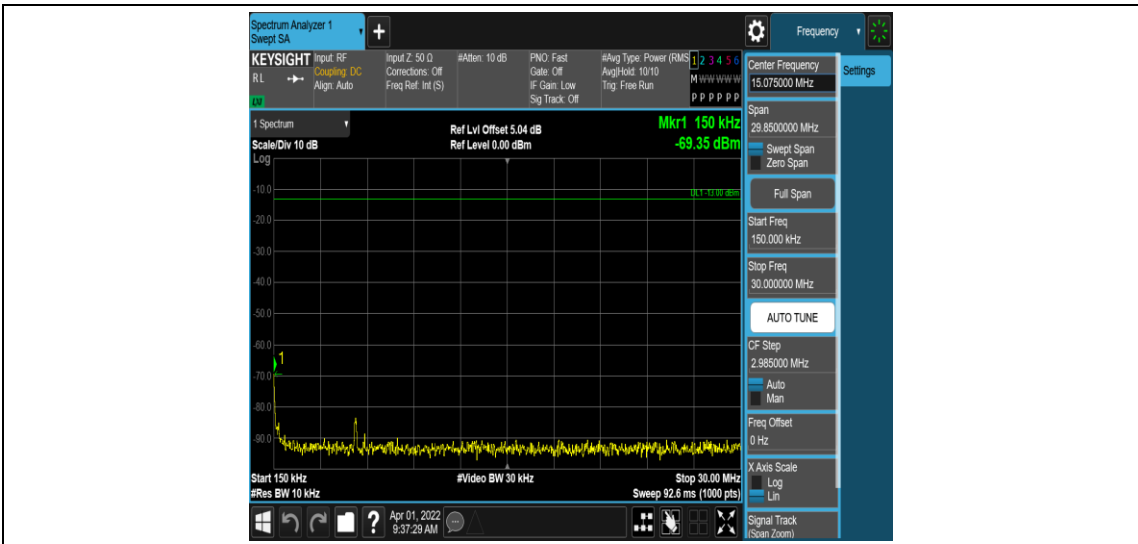 Spectrum Analyzer 1
Swept SA
+
Frequency
KEYSIGHT
RL
LXI
Input: RF
Coupling: DC
Align: Auto
Input Z: 50 Ω
Corrections: Off
Freq Ref: Int (S)
#Atten: 10 dB
PNO: Fast
Gate: Off
IF Gain: Low
Sig Track: Off
#Avg Type: Power (RMS
Avg|Hold: 10/10
Trig: Free Run
1 2 3 4 5 6
M W W W W W
P P P P P P
Center Frequency
15.075000 MHz
Settings
Span
29.8500000 MHz
Swept Span
Zero Span
Full Span
Start Freq
150.000 kHz
Stop Freq
30.000000 MHz
AUTO TUNE
CF Step
2.985000 MHz
Auto
Man
Freq Offset
0 Hz
X Axis Scale
Log
Lin
Signal Track
(Span Zoom)
1 Spectrum
Scale/Div 10 dB
Log
Ref Lvl Offset 5.04 dB
Ref Level 0.00 dBm
Mkr1 150 kHz
-69.35 dBm
DL1 -13.00 dBm
-10.0
-20.0
-30.0
-40.0
-50.0
-60.0
1
-70.0
-80.0
-90.0
Start 150 kHz
#Res BW 10 kHz
#Video BW 30 kHz
Stop 30.00 MHz
Sweep 92.6 ms (1000 pts)
?
Apr 01, 2022
9:37:29 AM